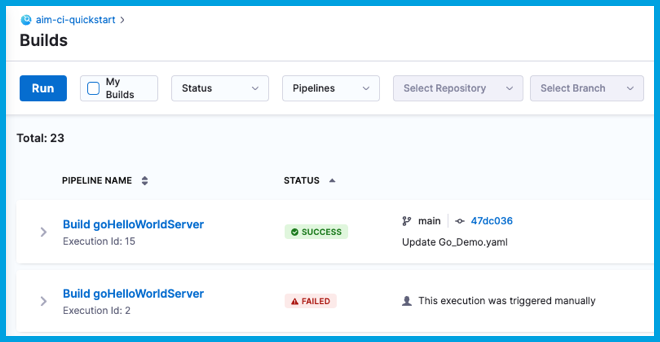 aim-ci-quickstart
Builds
Run
My
Builds
Status
Pipelines
Select Repository
Select Branch
Total: 23
PIPELINE NAME
STATUS
Build goHelloWorldServer
Execution Id: 15
SUCCESS
main
47dc036
Update Go_Demo.yaml
Build goHelloWorldServer
Execution Id: 2
FAILED
This execution was triggered manually